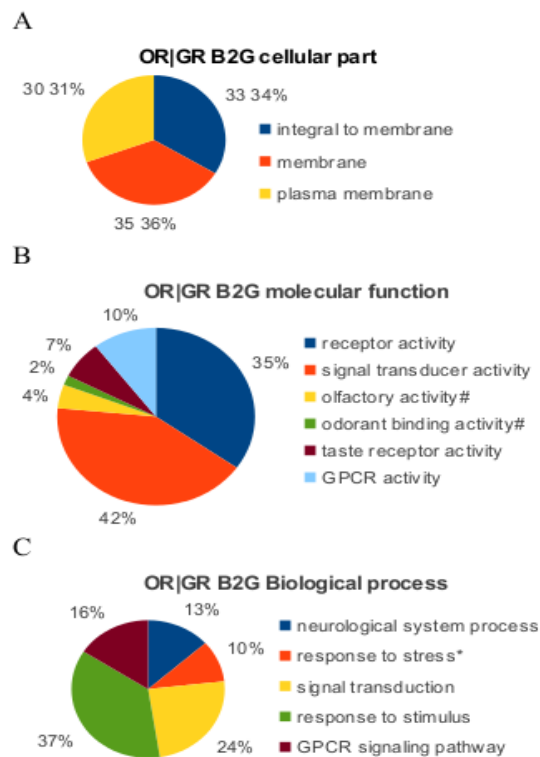 A
OR|GR B2G cellular part
30 31%
33 34%
integral to membrane
membrane
plasma membrane
35 36%
B
OR|GR B2G molecular function
10%
7%
2%
4%
35%
42%
receptor activity
signal transducer activity
olfactory activity#
odorant binding activity#
taste receptor activity
GPCR activity
C
OR|GR B2G Biological process
16%
13%
10%
37%
24%
neurological system process
response to stress*
signal transduction
response to stimulus
GPCR signaling pathway